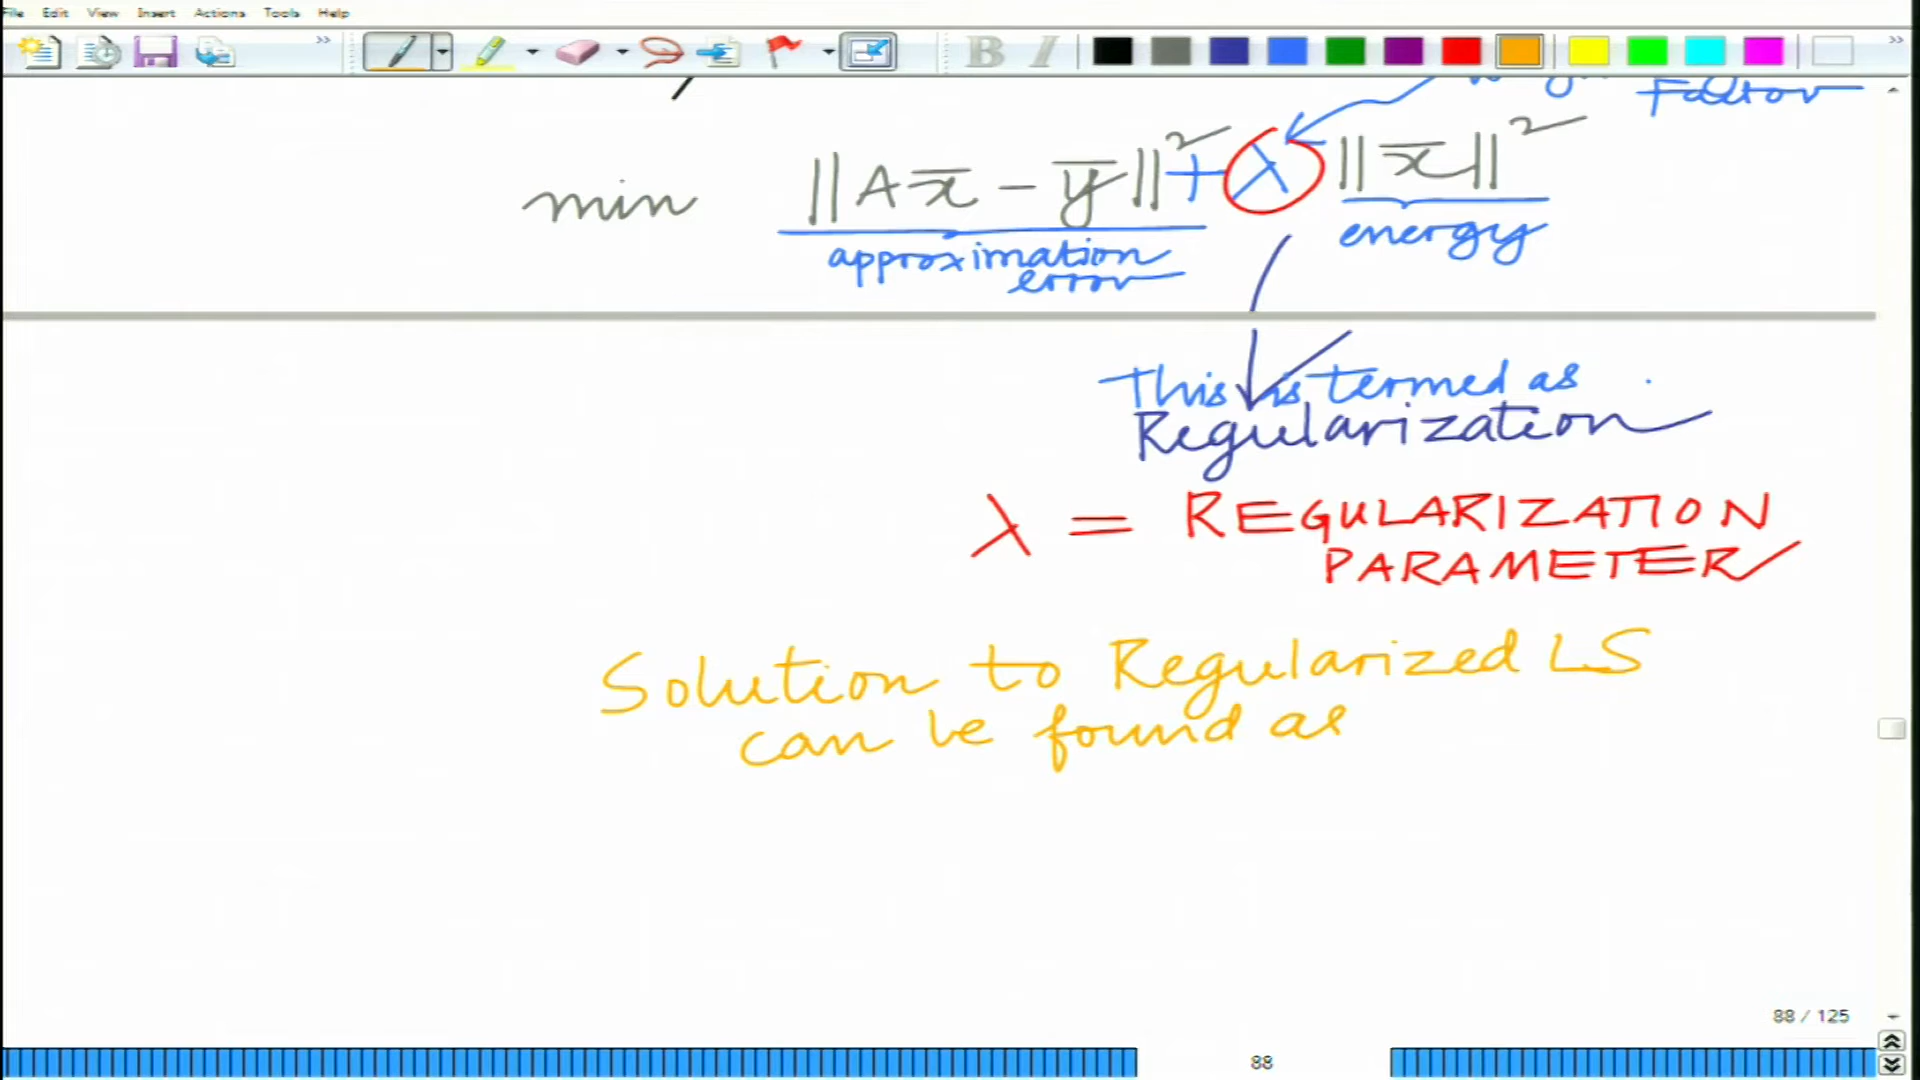 File Edit View Insert Actions Tools Help
B I
Factor
min ||Ax̅ − y̅||² + λ ||x̅||²
approximation error
energy
This is termed as
Regularization
λ = REGULARIZATION
PARAMETER
Solution to Regularized LS
can be found as
88 / 125
88